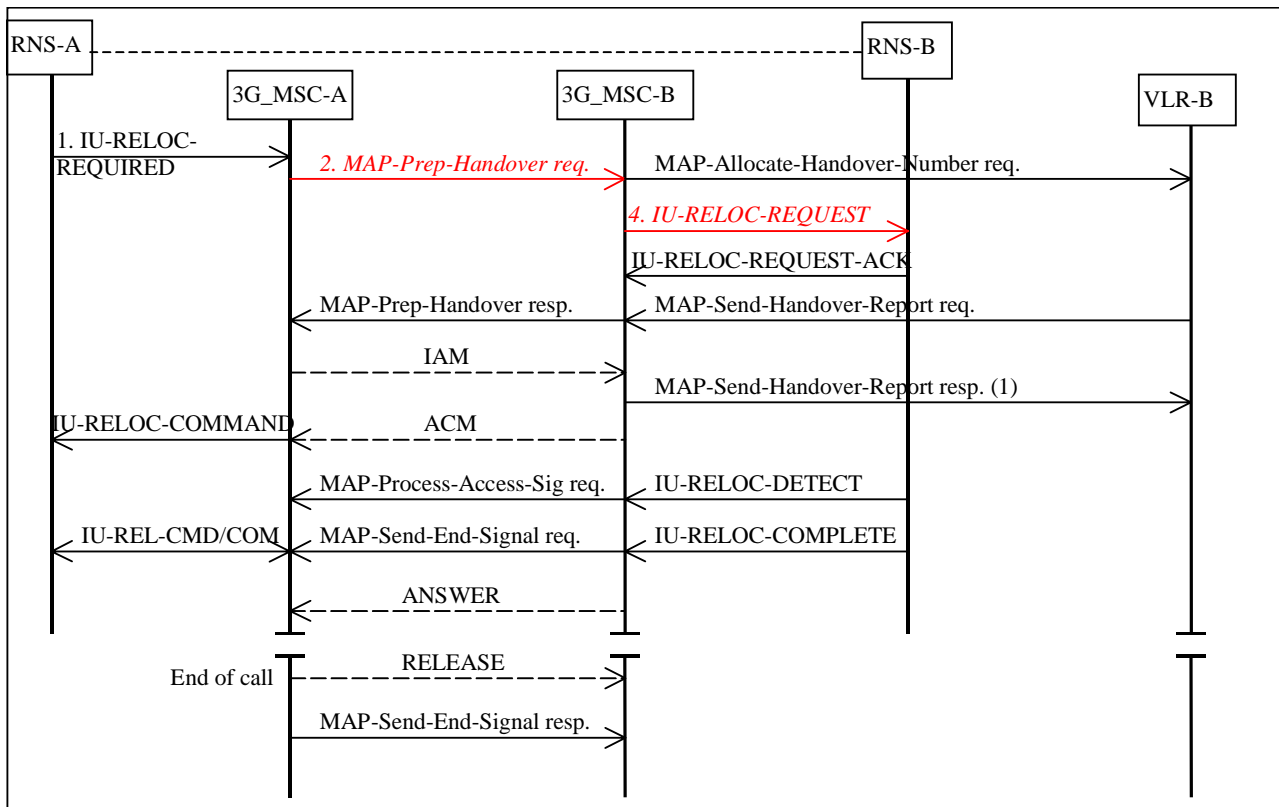 RNS-A
RNS-B
3G_MSC-A
3G_MSC-B
VLR-B
1. IU-RELOC-
REQUIRED
2. MAP-Prep-Handover req.
MAP-Allocate-Handover-Number req.
4. IU-RELOC-REQUEST
IU-RELOC-REQUEST-ACK
MAP-Prep-Handover resp.
MAP-Send-Handover-Report req.
IAM
MAP-Send-Handover-Report resp. (1)
IU-RELOC-COMMAND
ACM
MAP-Process-Access-Sig req.
IU-RELOC-DETECT
IU-REL-CMD/COM
MAP-Send-End-Signal req.
IU-RELOC-COMPLETE
ANSWER
RELEASE
End of call
MAP-Send-End-Signal resp.